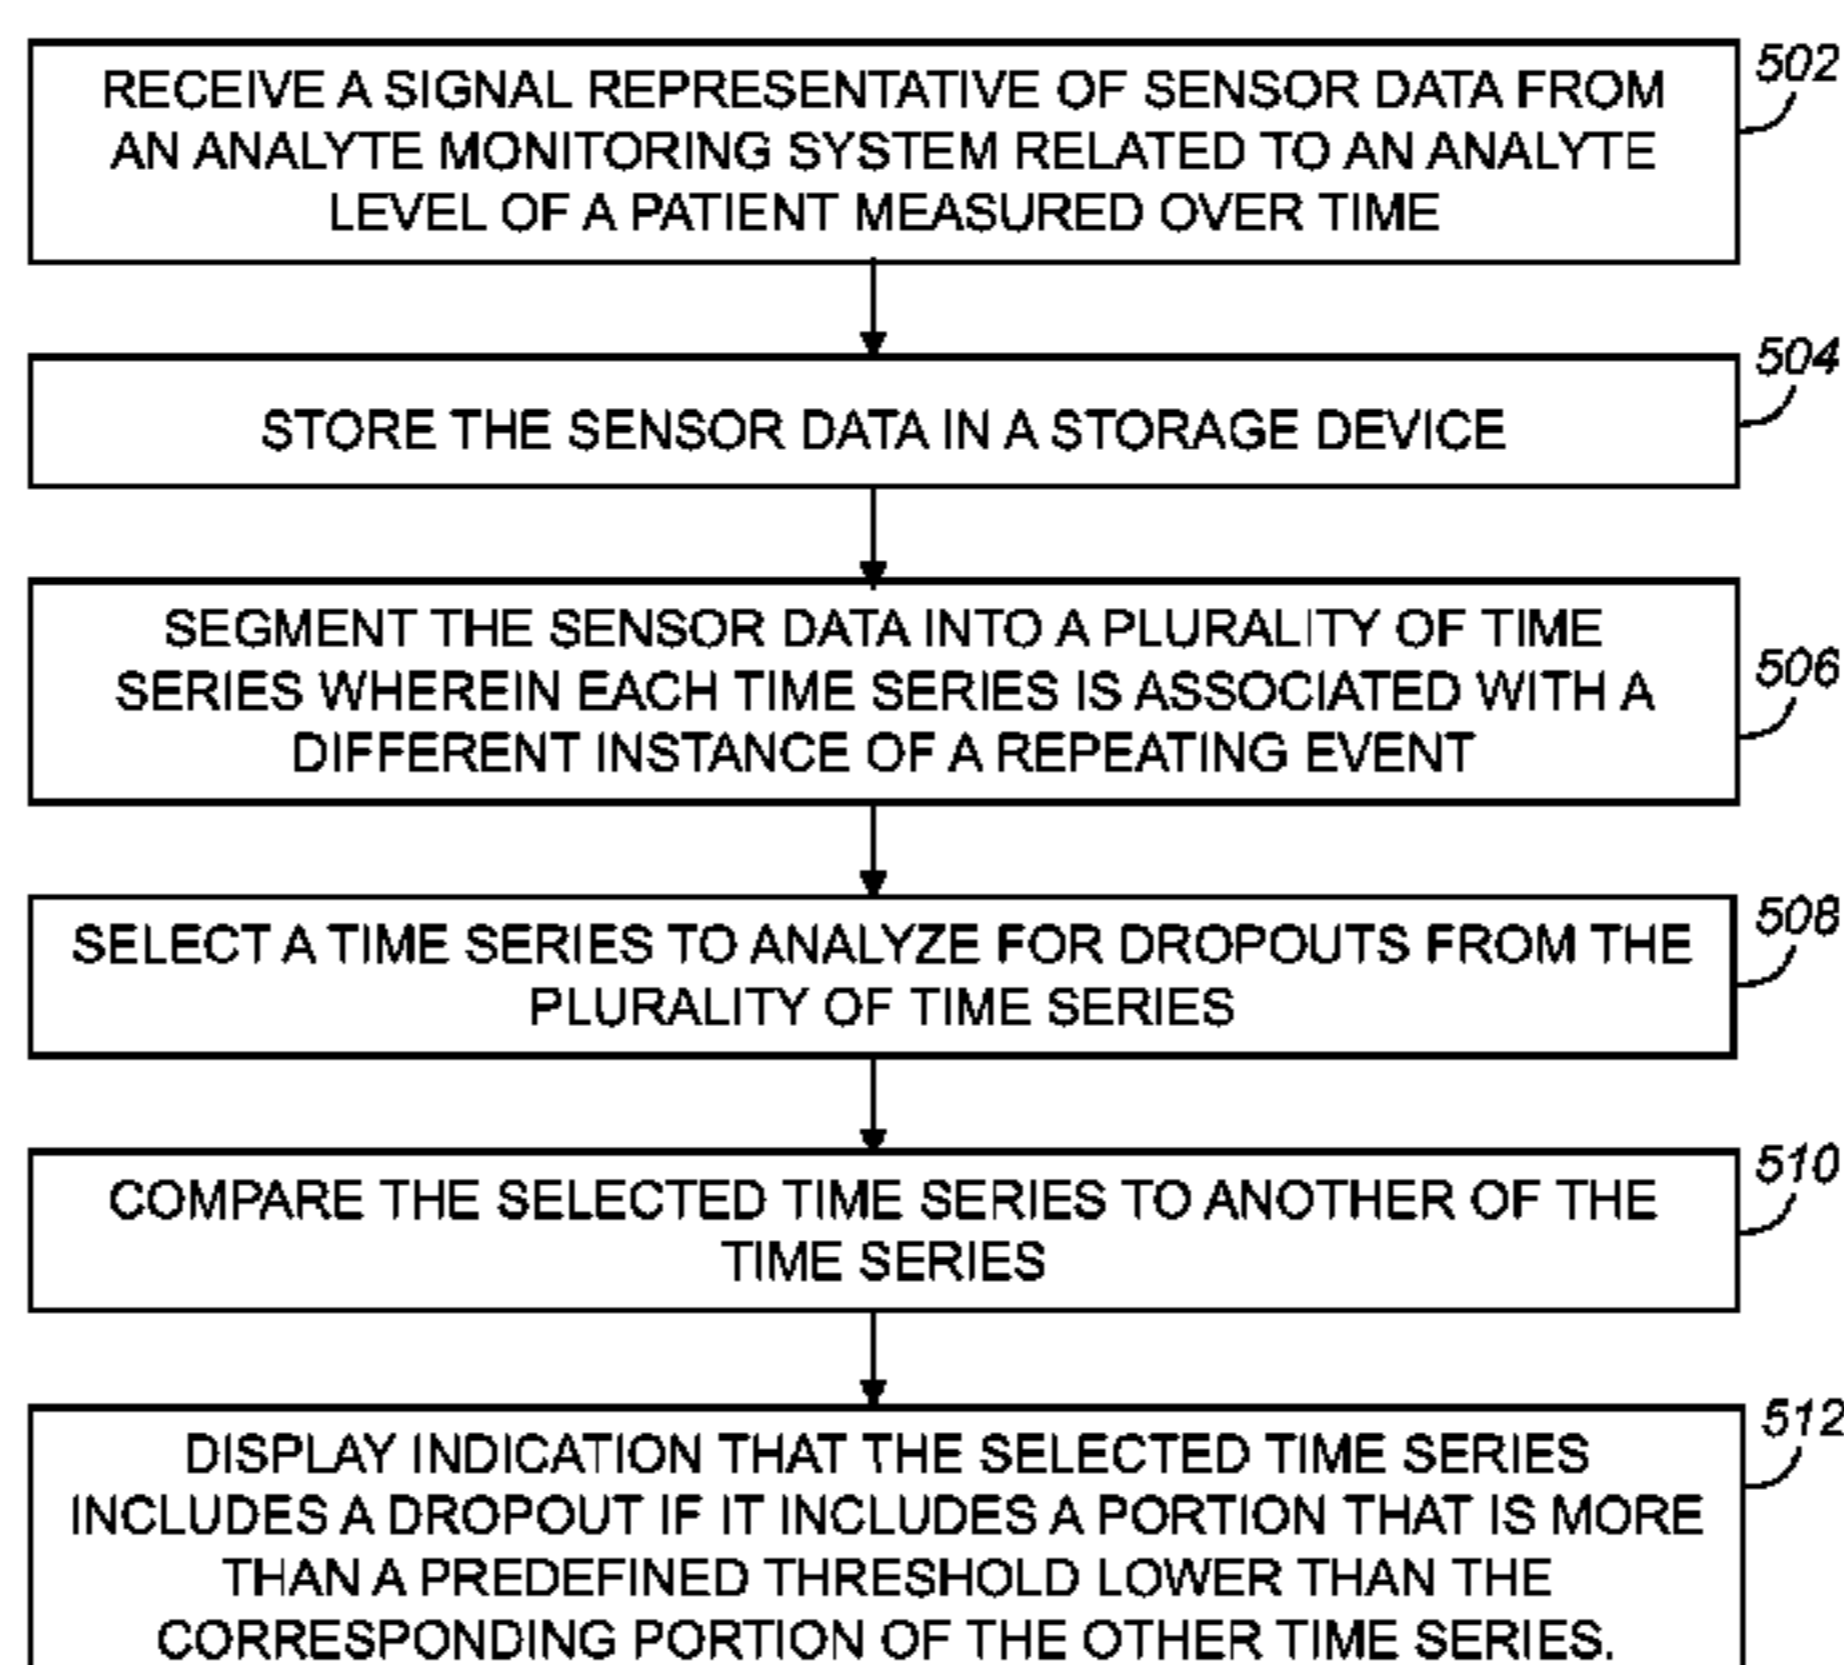 502
RECEIVE A SIGNAL REPRESENTATIVE OF SENSOR DATA FROM
AN ANALYTE MONITORING SYSTEM RELATED TO AN ANALYTE
LEVEL OF A PATIENT MEASURED OVER TIME
504
STORE THE SENSOR DATA IN A STORAGE DEVICE
506
SEGMENT THE SENSOR DATA INTO A PLURALITY OF TIME
SERIES WHEREIN EACH TIME SERIES IS ASSOCIATED WITH A
DIFFERENT INSTANCE OF A REPEATING EVENT
508
SELECT A TIME SERIES TO ANALYZE FOR DROPOUTS FROM THE
PLURALITY OF TIME SERIES
510
COMPARE THE SELECTED TIME SERIES TO ANOTHER OF THE
TIME SERIES
512
DISPLAY INDICATION THAT THE SELECTED TIME SERIES
INCLUDES A DROPOUT IF IT INCLUDES A PORTION THAT IS MORE
THAN A PREDEFINED THRESHOLD LOWER THAN THE
CORRESPONDING PORTION OF THE OTHER TIME SERIES.